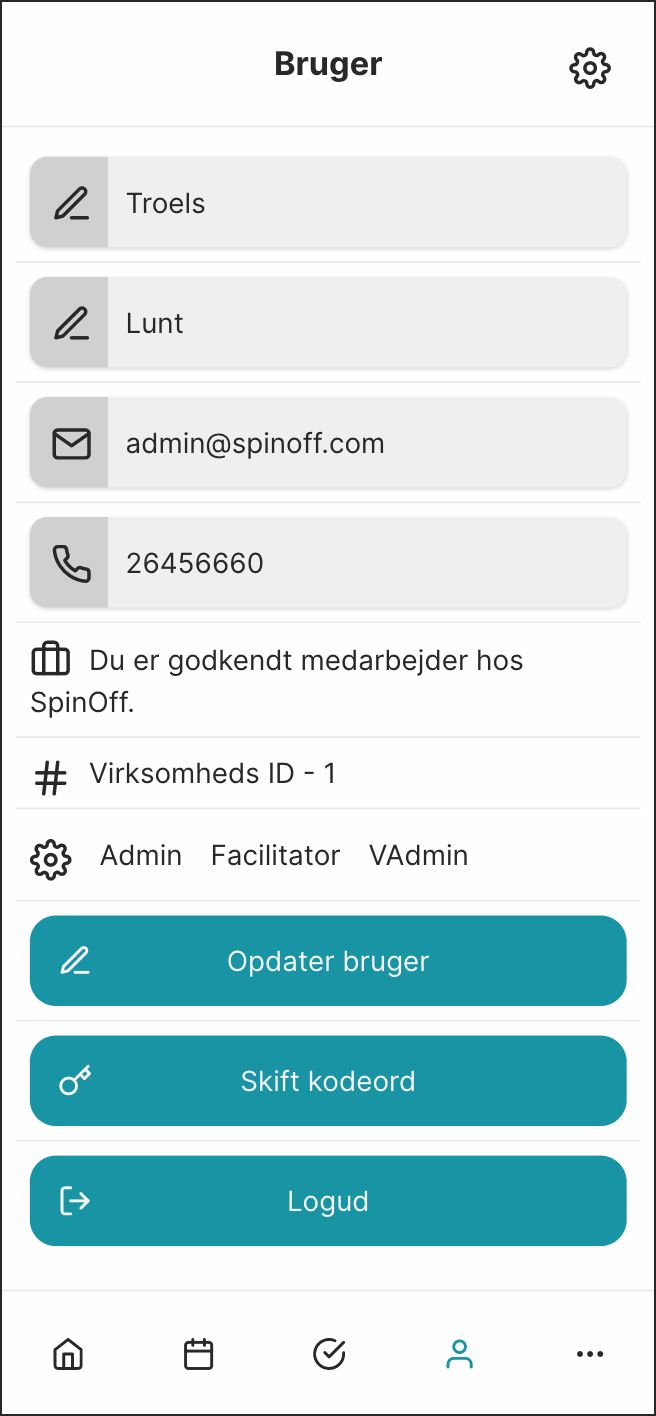 Bruger
Troels
Lunt
admin@spinoff.com
26456660
Du er godkendt medarbejder hos
SpinOff.
Virksomheds ID - 1
Admin Facilitator VAdmin
Opdater bruger
Skift kodeord
Logud